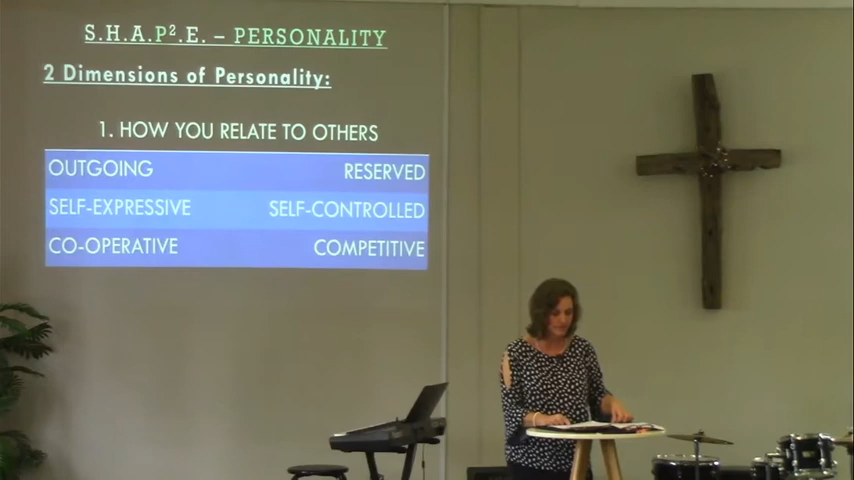 S.H.A.P².E. – PERSONALITY
2 Dimensions of Personality:
1. HOW YOU RELATE TO OTHERS
OUTGOING RESERVED
SELF-EXPRESSIVE SELF-CONTROLLED
CO-OPERATIVE COMPETITIVE